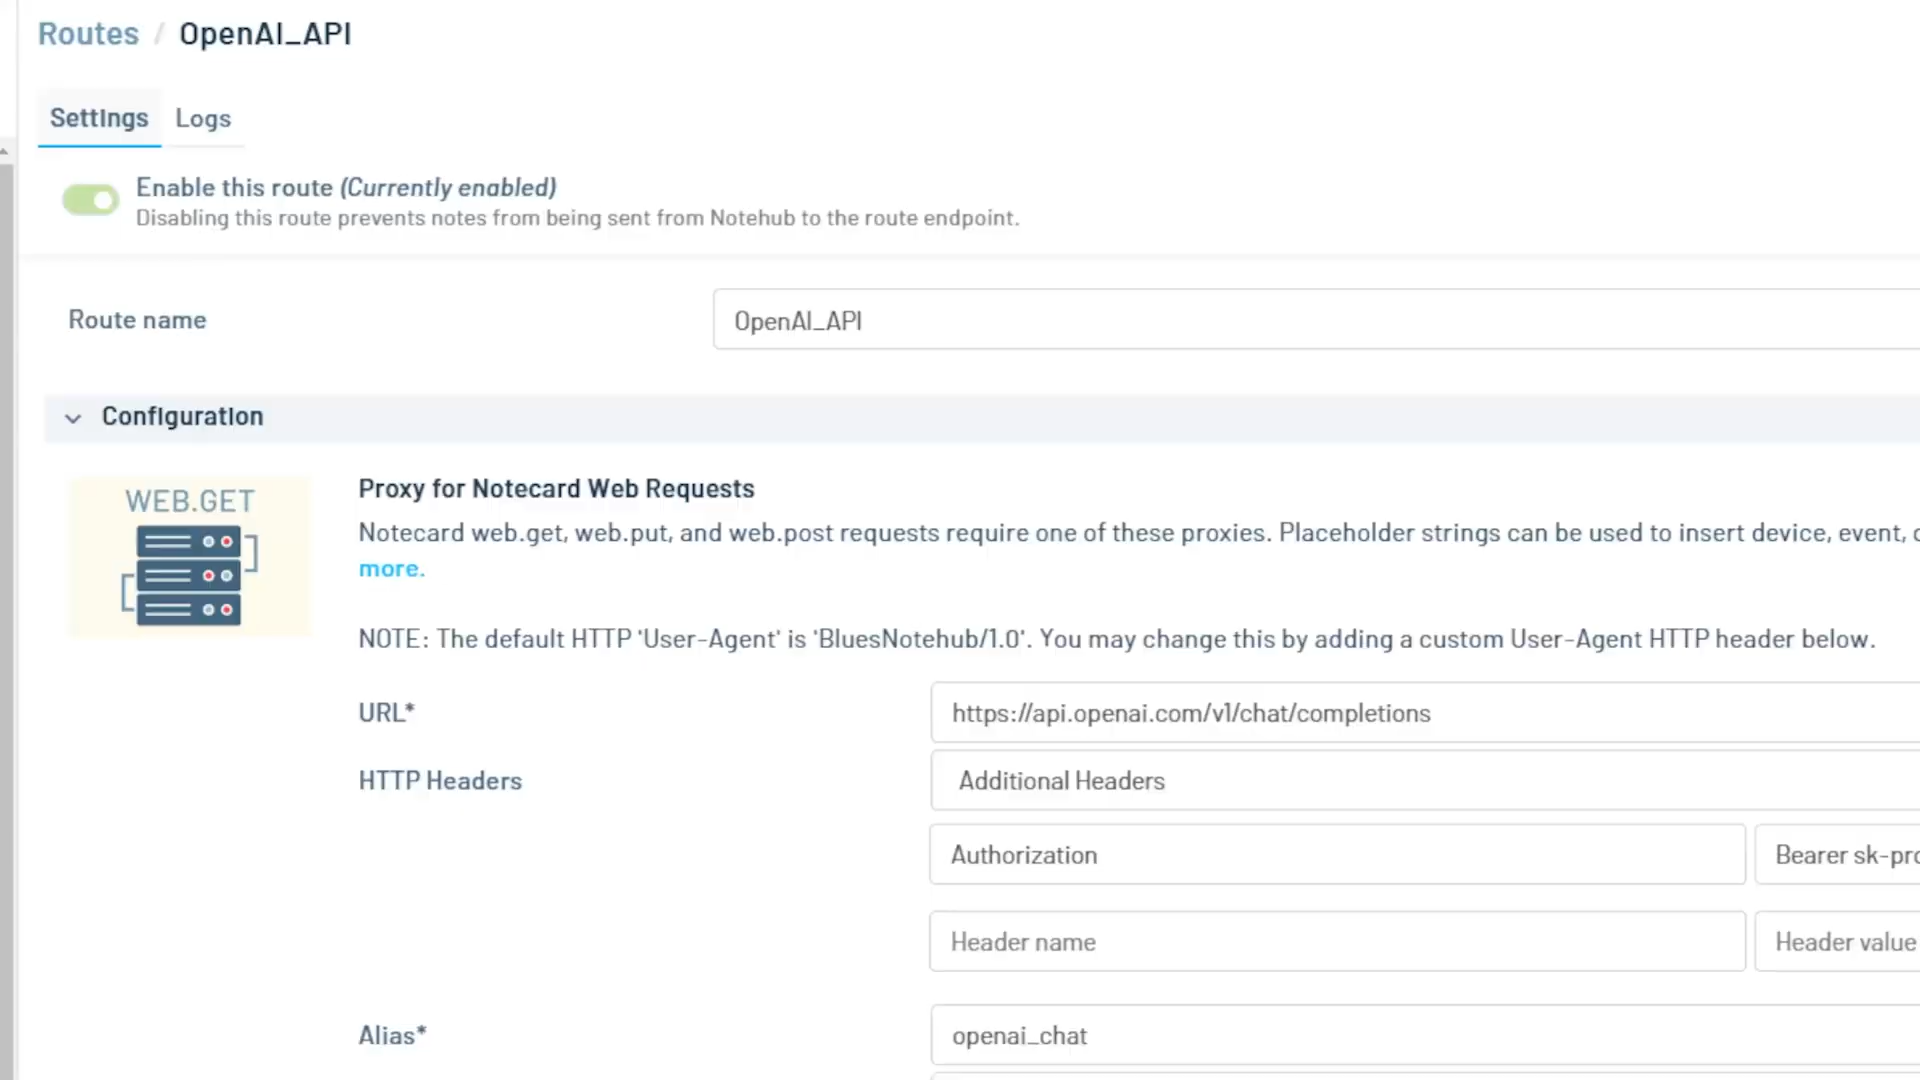 Routes / OpenAI_API
Settings Logs
Enable this route (Currently enabled)
Disabling this route prevents notes from being sent from Notehub to the route endpoint.
Route name OpenAI_API
Configuration
WEB.GET
Proxy for Notecard Web Requests
Notecard web.get, web.put, and web.post requests require one of these proxies. Placeholder strings can be used to insert device, event,
more.
NOTE: The default HTTP 'User-Agent' is 'BluesNotehub/1.0'. You may change this by adding a custom User-Agent HTTP header below.
URL* https://api.openai.com/v1/chat/completions
HTTP Headers Additional Headers
Authorization Bearer sk-pro
Header name Header value
Alias* openai_chat